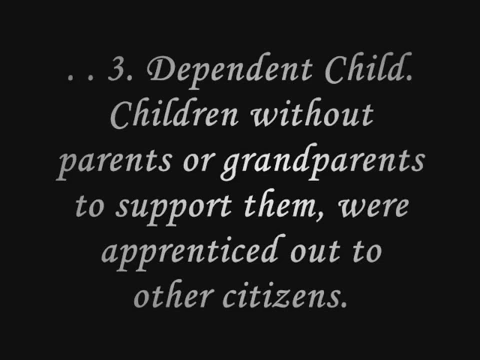 . . 3. Dependent Child.
Children without
parents or grandparents
to support them, were
apprenticed out to
other citizens.